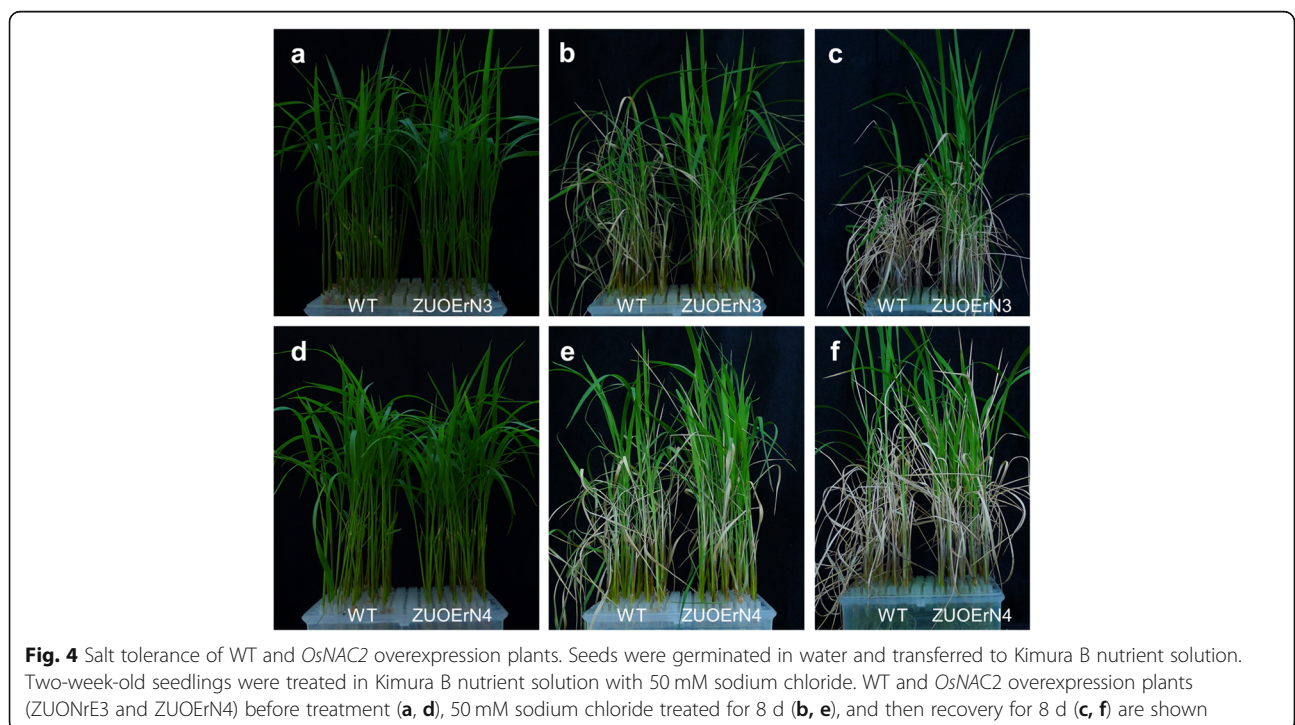 a
b
c
WT ZUOErN3
WT ZUOErN3
WT ZUOErN3
d
e
f
WT ZUOErN4
WT ZUOErN4
WT ZUOErN4
Fig. 4 Salt tolerance of WT and OsNAC2 overexpression plants. Seeds were germinated in water and transferred to Kimura B nutrient solution.
Two-week-old seedlings were treated in Kimura B nutrient solution with 50 mM sodium chloride. WT and OsNAC2 overexpression plants
(ZUONrE3 and ZUOErN4) before treatment (a, d), 50 mM sodium chloride treated for 8 d (b, e), and then recovery for 8 d (c, f) are shown